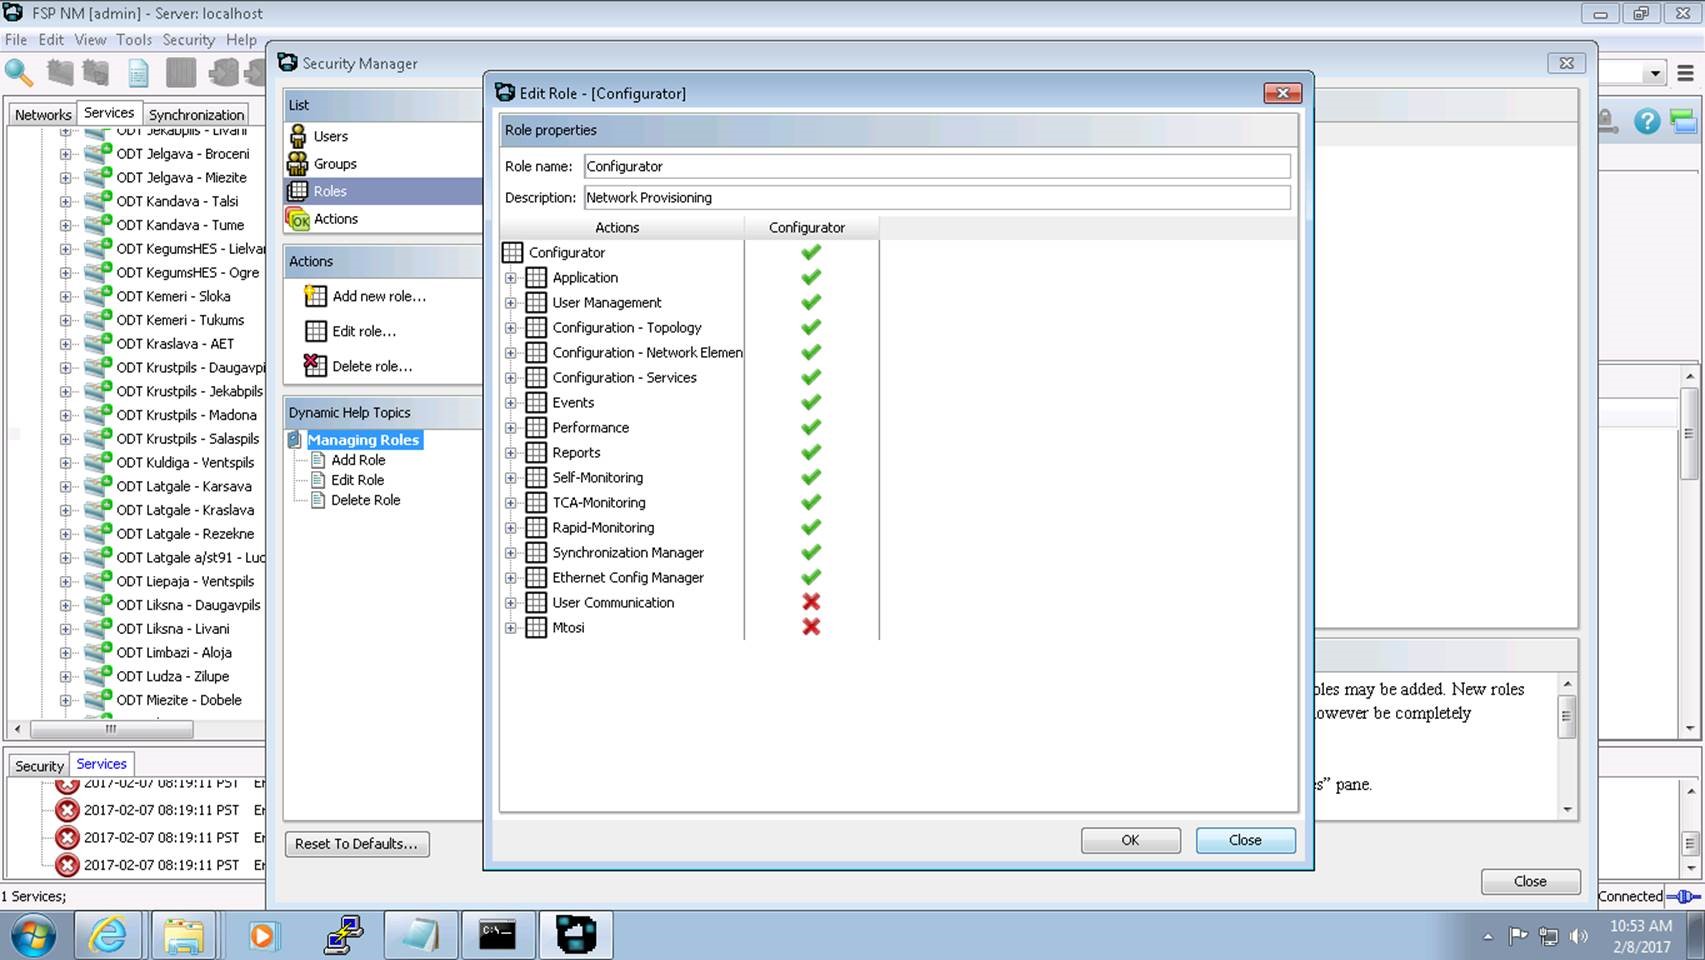 FSP NM [admin] - Server: localhost
File Edit View Tools Security Help
Networks Services Synchronization
ODT Jekabpils - Livani
ODT Jelgava - Broceni
ODT Jelgava - Miezite
ODT Kandava - Talsi
ODT Kandava - Tume
ODT KegumsHES - Lielvar
ODT KegumsHES - Ogre
ODT Kemeri - Sloka
ODT Kemeri - Tukums
ODT Kraslava - AET
ODT Krustpils - Daugavpi
ODT Krustpils - Jekabpils
ODT Krustpils - Madona
ODT Krustpils - Salaspils
ODT Kuldiga - Ventspils
ODT Latgale - Karsava
ODT Latgale - Kraslava
ODT Latgale - Rezekne
ODT Latgale a/st91 - Lud
ODT Liepaja - Ventspils
ODT Liksna - Daugavpils
ODT Liksna - Livani
ODT Limbazi - Aloja
ODT Ludza - Zilupe
ODT Miezite - Dobele
Security Services
2017-02-07 08:19:11 PST Er
2017-02-07 08:19:11 PST Er
2017-02-07 08:19:11 PST Er
2017-02-07 08:19:11 PST Er
1 Services;
Security Manager
List
Users
Groups
Roles
OK Actions
Actions
Add new role...
Edit role...
Delete role...
Dynamic Help Topics
Managing Roles
Add Role
Edit Role
Delete Role
Reset To Defaults...
Edit Role - [Configurator]
Role properties
Role name: Configurator
Description: Network Provisioning
Actions Configurator
Configurator
Application
User Management
Configuration - Topology
Configuration - Network Elemen
Configuration - Services
Events
Performance
Reports
Self-Monitoring
TCA-Monitoring
Rapid-Monitoring
Synchronization Manager
Ethernet Config Manager
User Communication
Mtosi
OK Close
oles may be added. New roles
owever be completely
s" pane.
Close
Connected
C:\
10:53 AM
2/8/2017